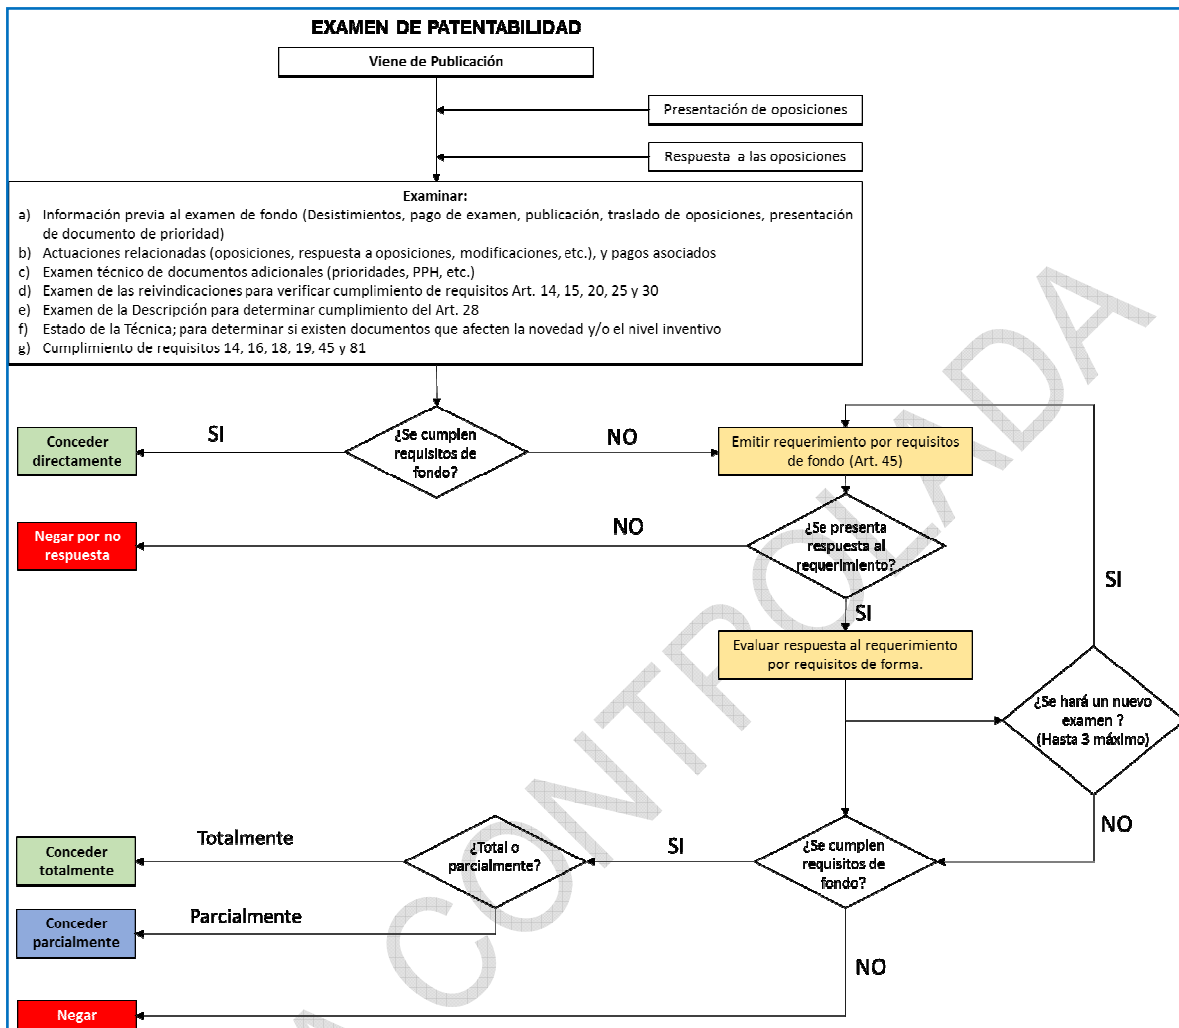 EXAMEN DE PATENTABILIDAD
Viene de Publicación
Presentación de oposiciones
Respuesta a las oposiciones
Examinar:
a) Información previa al examen de fondo (Desistimientos, pago de examen, publicación, traslado de oposiciones, presentación
de documento de prioridad)
b) Actuaciones relacionadas (oposiciones, respuesta a oposiciones, modificaciones, etc.), y pagos asociados
c) Examen técnico de documentos adicionales (prioridades, PPH, etc.)
d) Examen de las reivindicaciones para verificar cumplimiento de requisitos Art. 14, 15, 20, 25 y 30
e) Examen de la Descripción para determinar cumplimiento del Art. 28
f) Estado de la Técnica; para determinar si existen documentos que afecten la novedad y/o el nivel inventivo
g) Cumplimiento de requisitos 14, 16, 18, 19, 45 y 81
¿Se cumplen
requisitos de
fondo?
SI
NO
Conceder
directamente
Emitir requerimiento por requisitos
de fondo (Art. 45)
¿Se presenta
respuesta al
requerimiento?
NO
Negar por no
respuesta
SI
SI
Evaluar respuesta al requerimiento
por requisitos de forma.
¿Se hará un nuevo
examen ?
(Hasta 3 máximo)
NO
¿Se cumplen
requisitos de
fondo?
SI
¿Total o
parcialmente?
Totalmente
Conceder
totalmente
Parcialmente
Conceder
parcialmente
NO
Negar
A CONTROLADA